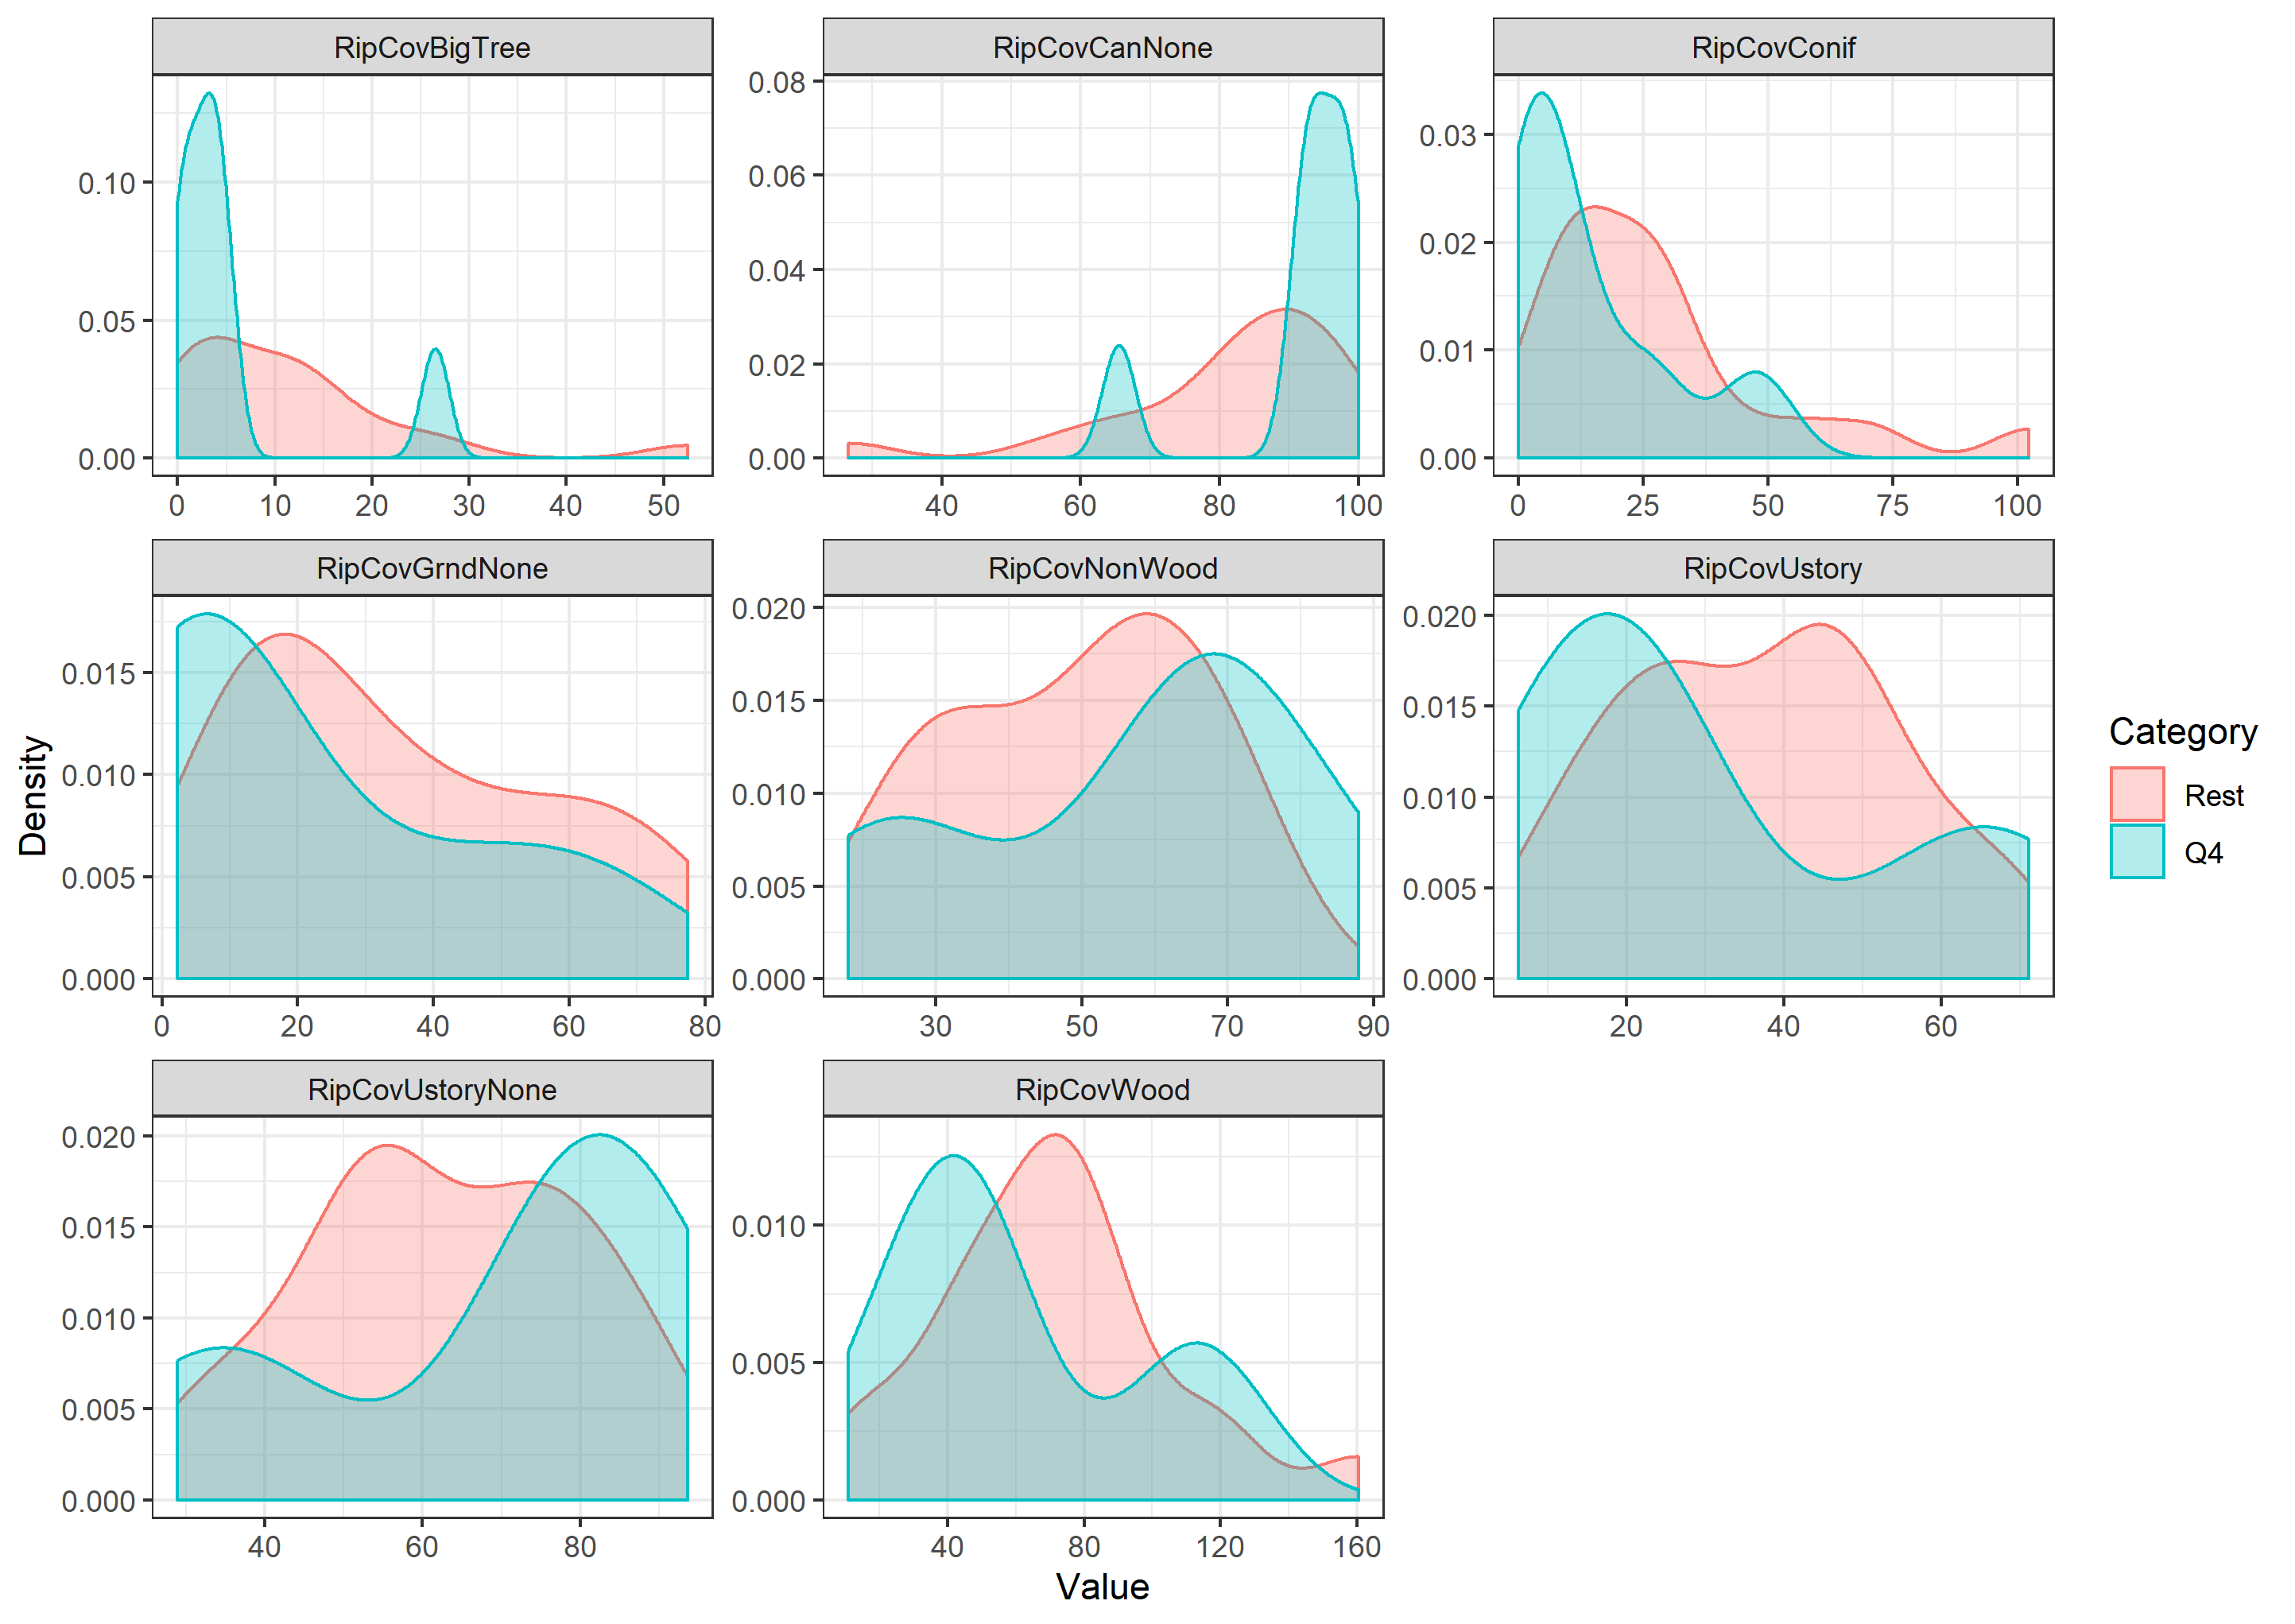 RipCovBigTree
RipCovCanNone
RipCovConif
0.10
0.05
0.00
0 10 20 30 40 50
0.08
0.06
0.04
0.02
0.00
40 60 80 100
0.03
0.02
0.01
0.00
0 25 50 75 100
RipCovGrndNone
RipCovNonWood
RipCovUstory
0.015
0.010
0.005
0.000
0 20 40 60 80
0.020
0.015
0.010
0.005
0.000
30 50 70 90
0.020
0.015
0.010
0.005
0.000
20 40 60
RipCovUstoryNone
RipCovWood
0.020
0.015
0.010
0.005
0.000
40 60 80
0.010
0.005
0.000
40 80 120 160
Density
Value
Category
Rest
Q4